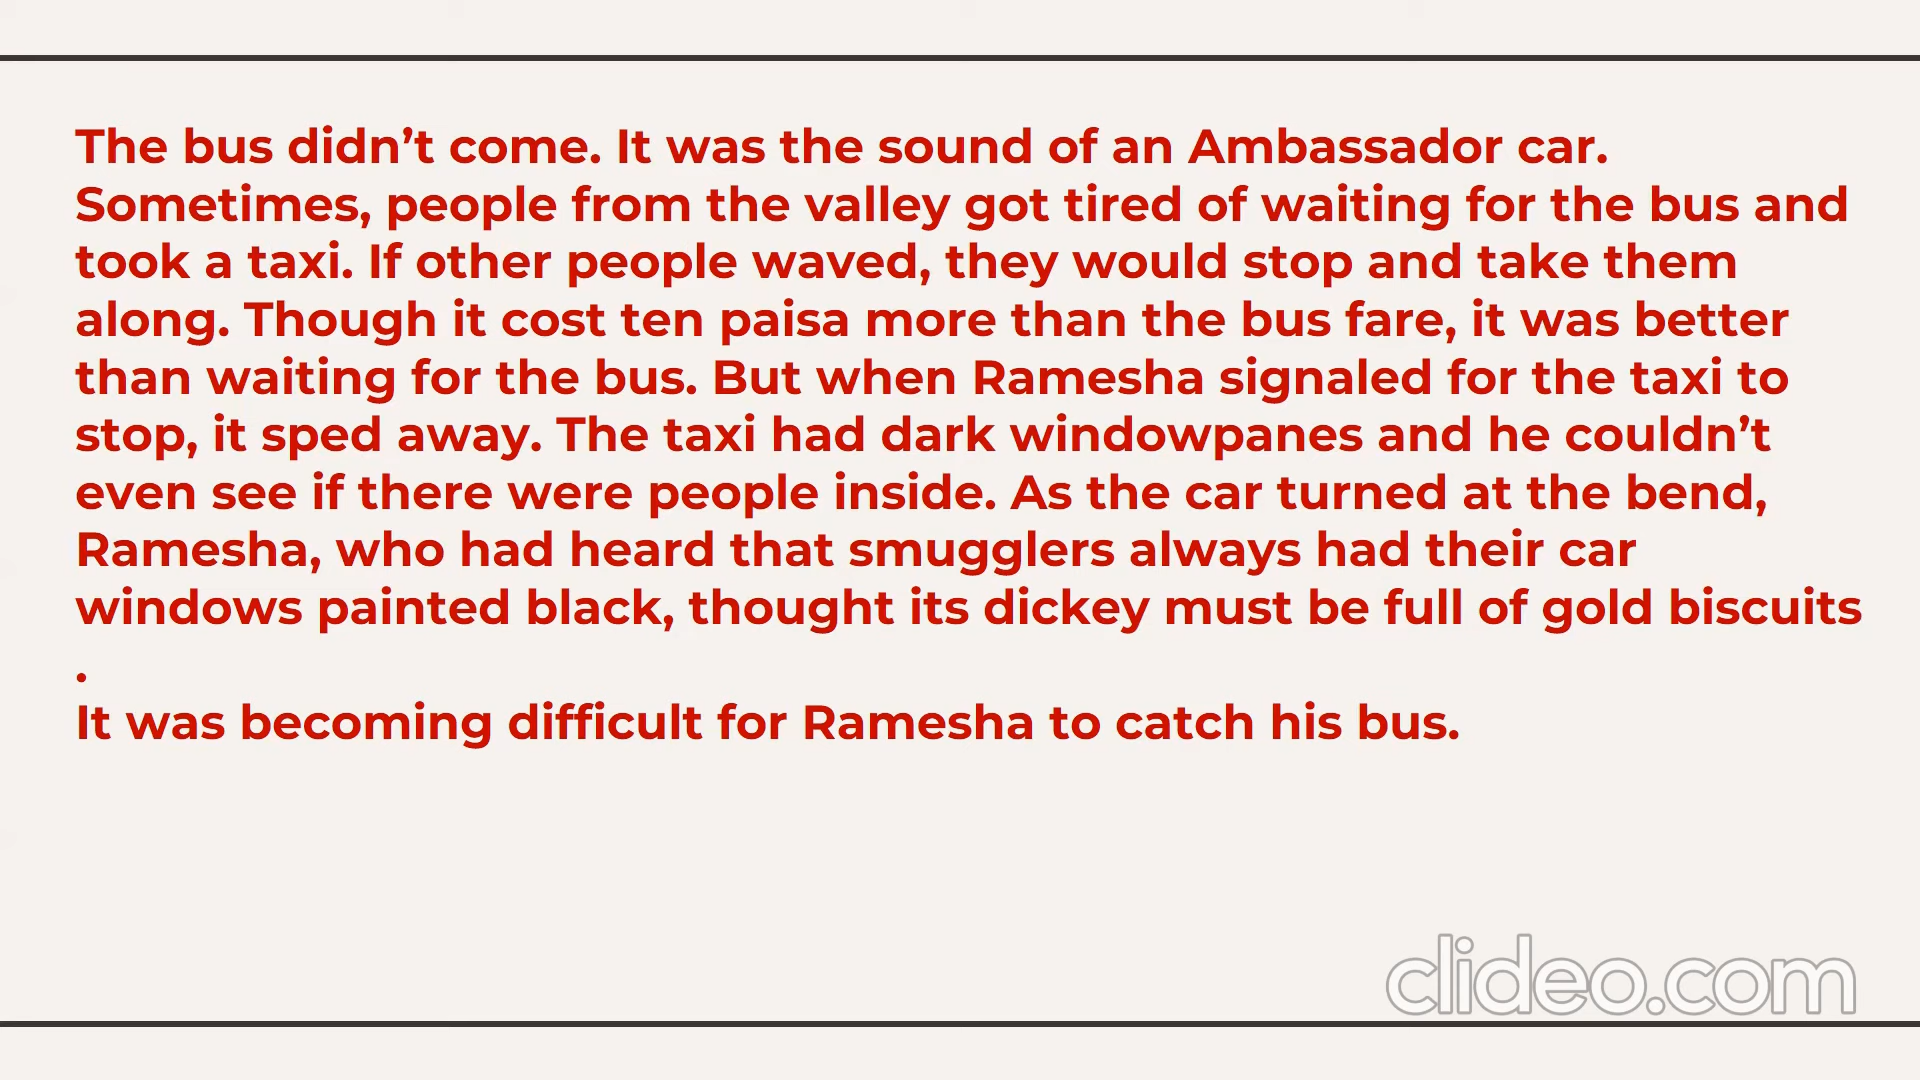 The bus didn’t come. It was the sound of an Ambassador car.
Sometimes, people from the valley got tired of waiting for the bus and
took a taxi. If other people waved, they would stop and take them
along. Though it cost ten paisa more than the bus fare, it was better
than waiting for the bus. But when Ramesha signaled for the taxi to
stop, it sped away. The taxi had dark windowpanes and he couldn’t
even see if there were people inside. As the car turned at the bend,
Ramesha, who had heard that smugglers always had their car
windows painted black, thought its dickey must be full of gold biscuits
.
It was becoming difficult for Ramesha to catch his bus.
clideo.com